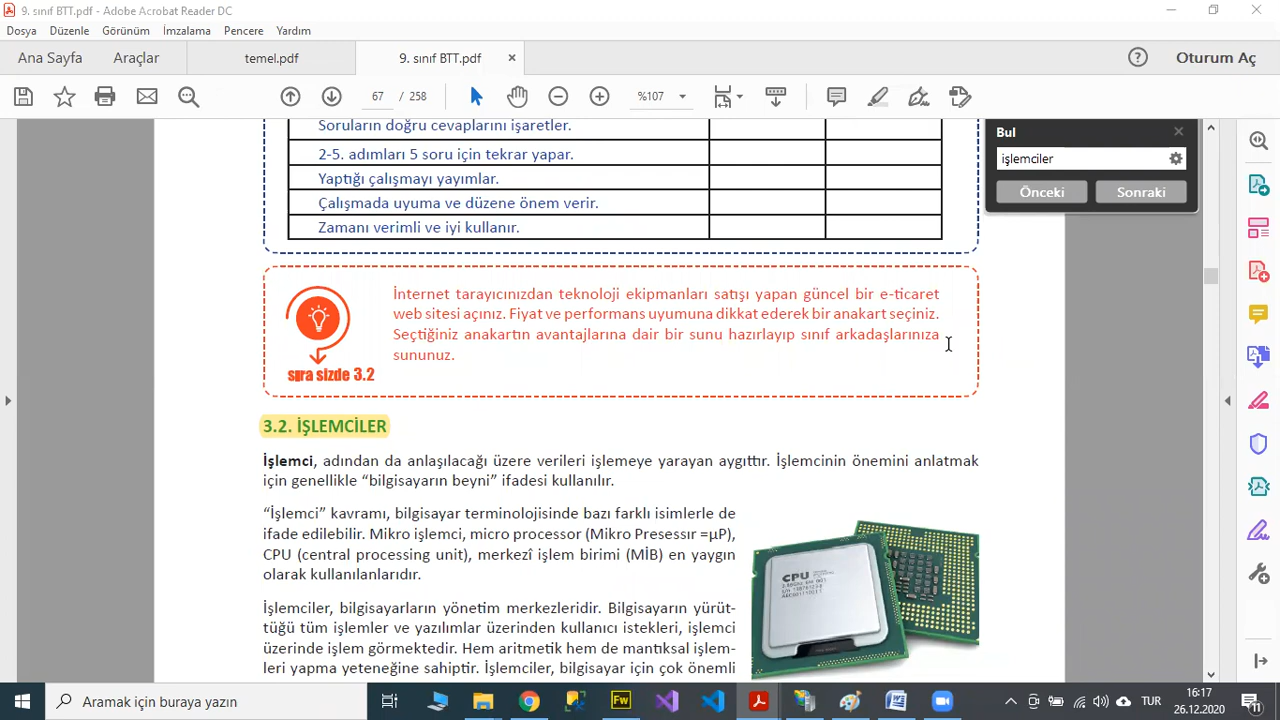 9. sınıf BTT.pdf - Adobe Acrobat Reader DC
Dosya Düzenle Görünüm İmzalama Pencere Yardım
Ana Sayfa Araçlar temel.pdf 9. sınıf BTT.pdf × Oturum Aç
67 / 258 %107
Bul
işlemciler
Önceki Sonraki
Soruların doğru cevaplarını işaretler.
2-5. adımları 5 soru için tekrar yapar.
Yaptığı çalışmayı yayımlar.
Çalışmada uyuma ve düzene önem verir.
Zamanı verimli ve iyi kullanır.
İnternet tarayıcınızdan teknoloji ekipmanları satışı yapan güncel bir e-ticaret
web sitesi açınız. Fiyat ve performans uyumuna dikkat ederek bir anakart seçiniz.
Seçtiğiniz anakartın avantajlarına dair bir sunu hazırlayıp sınıf arkadaşlarınıza
sununuz.
sıra sizde 3.2
3.2. İŞLEMCİLER
İşlemci, adından da anlaşılacağı üzere verileri işlemeye yarayan aygıttır. İşlemcinin önemini anlatmak
için genellikle “bilgisayarın beyni” ifadesi kullanılır.
“İşlemci” kavramı, bilgisayar terminolojisinde bazı farklı isimlerle de
ifade edilebilir. Mikro işlemci, micro processor (Mikro Presessır =µP),
CPU (central processing unit), merkezî işlem birimi (MİB) en yaygın
olarak kullanılanlarıdır.
İşlemciler, bilgisayarların yönetim merkezleridir. Bilgisayarın yürüt-
tüğü tüm işlemler ve yazılımlar üzerinden kullanıcı istekleri, işlemci
üzerinde işlem görmektedir. Hem aritmetik hem de mantıksal işlem-
leri yapma yeteneğine sahiptir. İşlemciler, bilgisayar için çok önemli
CPU
Aramak için buraya yazın
Fw
TUR
16:17
26.12.2020
11